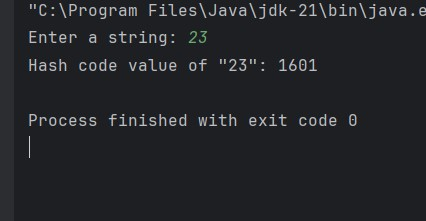 "C:\Program Files\Java\jdk-21\bin\java.e
Enter a string: 23
Hash code value of "23": 1601
Process finished with exit code 0